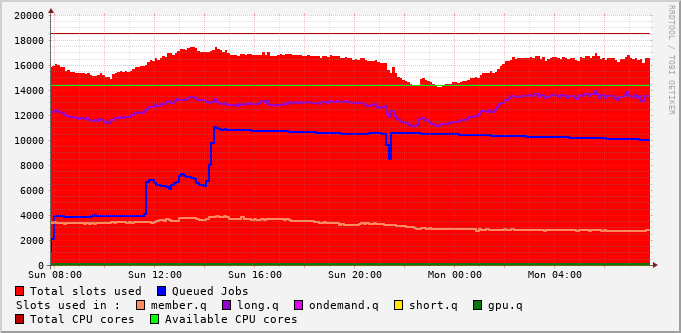 20000
18000
16000
14000
12000
10000
8000
6000
4000
2000
0
Sun 08:00 Sun 12:00 Sun 16:00 Sun 20:00 Mon 00:00 Mon 04:00
RRDTOOL / TOBI OETIKER
Total slots used Queued Jobs
Slots used in : member.q long.q ondemand.q short.q gpu.q
Total CPU cores Available CPU cores